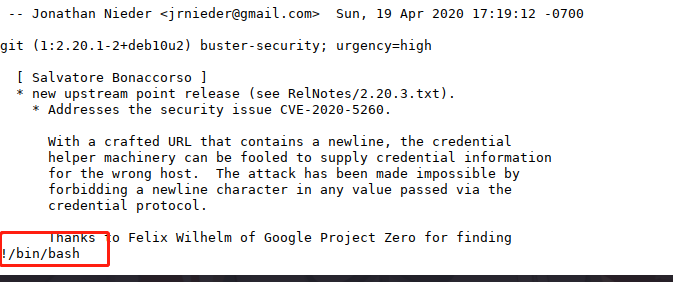 -- Jonathan Nieder <jrnieder@gmail.com>  Sun, 19 Apr 2020 17:19:12 -0700
git (1:2.20.1-2+deb10u2) buster-security; urgency=high
[ Salvatore Bonaccorso ]
* new upstream point release (see RelNotes/2.20.3.txt).
* Addresses the security issue CVE-2020-5260.
With a crafted URL that contains a newline, the credential
helper machinery can be fooled to supply credential information
for the wrong host.  The attack has been made impossible by
forbidding a newline character in any value passed via the
credential protocol.
Thanks to Felix Wilhelm of Google Project Zero for finding
!/bin/bash